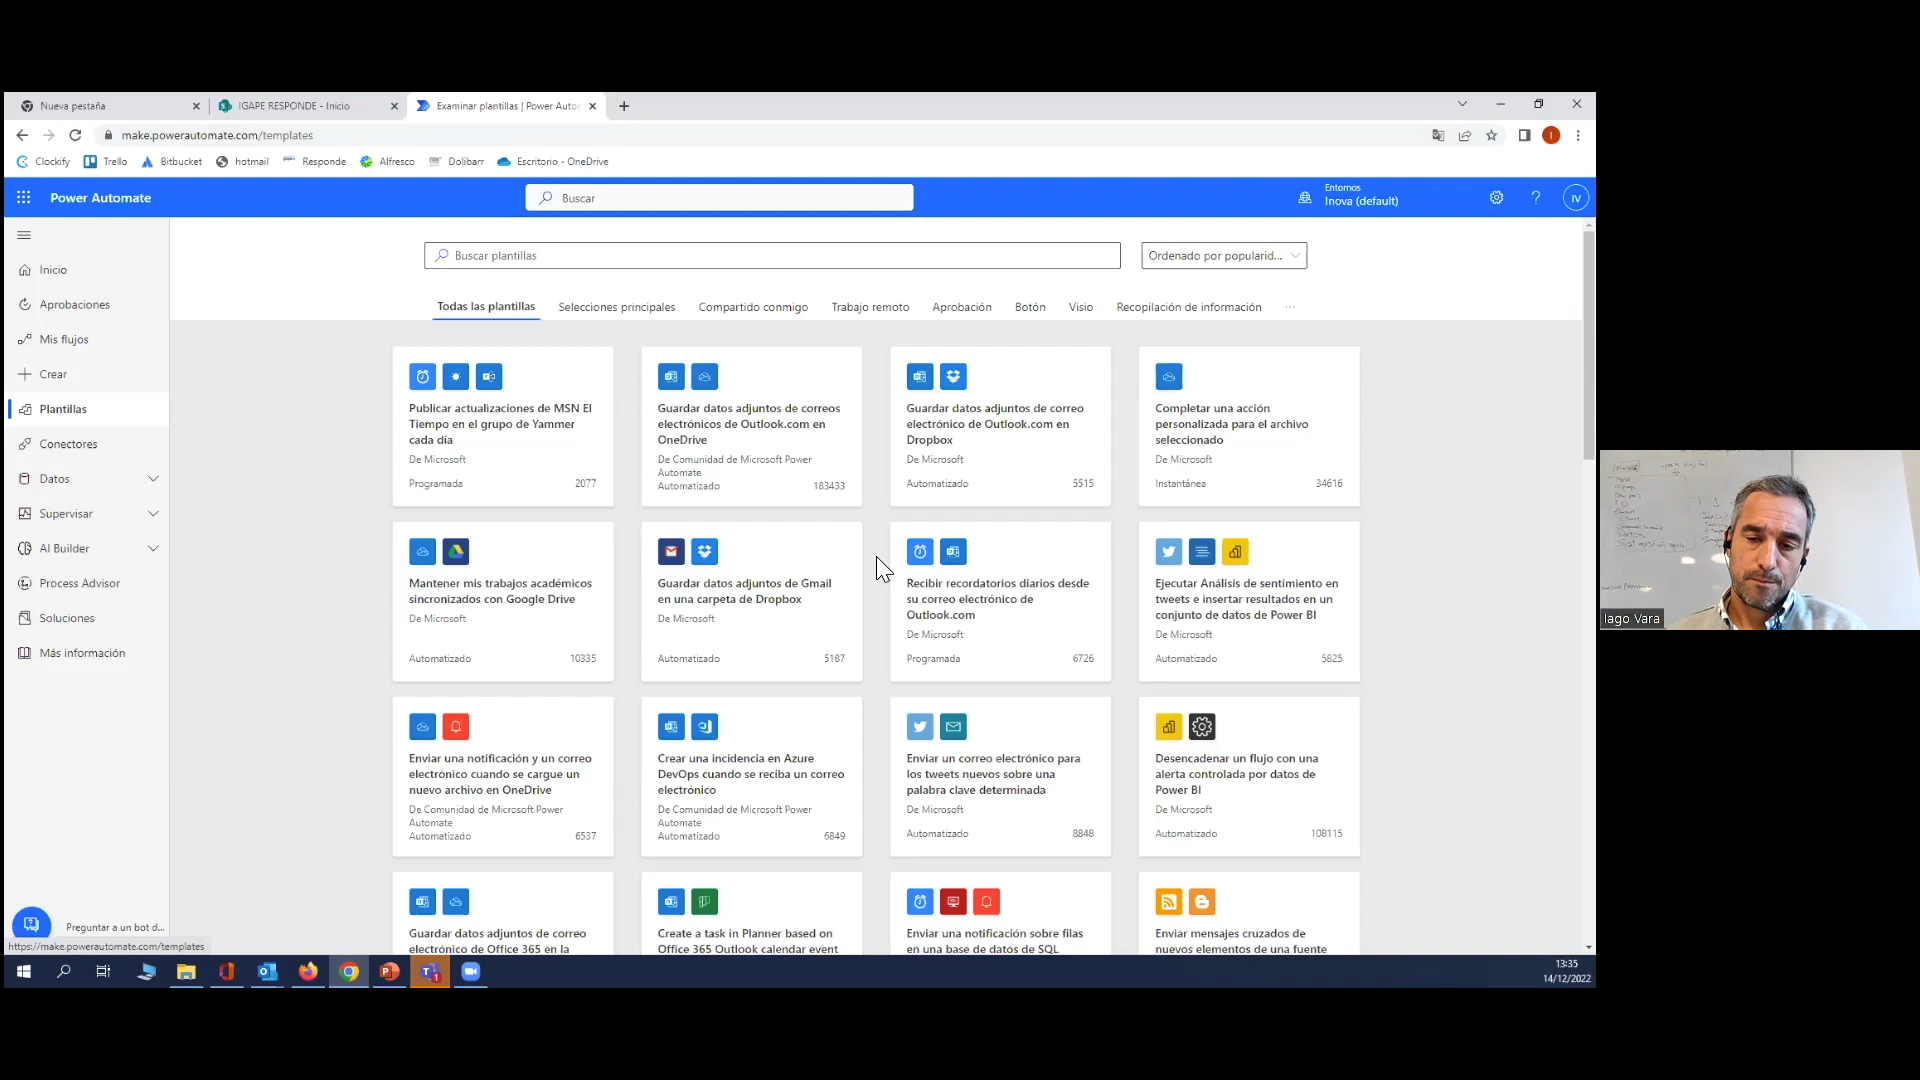 Nueva pestaña
IGAPE RESPONDE - Inicio
Examinar plantillas | Power Autor
make.powerautomate.com/templates
Clockify
Trello
Bitbucket
hotmail
Responde
Alfresco
Dolibarr
Escritorio - OneDrive
Power Automate
Buscar
Entornos
Inova (default)
IV
Buscar plantillas
Ordenado por popularid...
Todas las plantillas
Selecciones principales
Compartido conmigo
Trabajo remoto
Aprobación
Botón
Visio
Recopilación de información
...
Inicio
Aprobaciones
Mis flujos
Crear
Plantillas
Conectores
Datos
Supervisar
AI Builder
Process Advisor
Soluciones
Más información
Preguntar a un bot d...
https://make.powerautomate.com/templates
Publicar actualizaciones de MSN El
Tiempo en el grupo de Yammer
cada día
De Microsoft
Programada 2077
Guardar datos adjuntos de correos
electrónicos de Outlook.com en
OneDrive
De Comunidad de Microsoft Power
Automate
Automatizado 183433
Guardar datos adjuntos de correo
electrónico de Outlook.com en
Dropbox
De Microsoft
Automatizado 5515
Completar una acción
personalizada para el archivo
seleccionado
De Microsoft
Instantánea 34616
Mantener mis trabajos académicos
sincronizados con Google Drive
De Microsoft
Automatizado 10335
Guardar datos adjuntos de Gmail
en una carpeta de Dropbox
De Microsoft
Automatizado 5187
Recibir recordatorios diarios desde
su correo electrónico de
Outlook.com
De Microsoft
Programada 6726
Ejecutar Análisis de sentimiento en
tweets e insertar resultados en un
conjunto de datos de Power BI
De Microsoft
Automatizado 5825
Enviar una notificación y un correo
electrónico cuando se cargue un
nuevo archivo en OneDrive
De Comunidad de Microsoft Power
Automate
Automatizado 6537
Crear una incidencia en Azure
DevOps cuando se reciba un correo
electrónico
De Comunidad de Microsoft Power
Automate
Automatizado 6849
Enviar un correo electrónico para
los tweets nuevos sobre una
palabra clave determinada
De Microsoft
Automatizado 8848
Desencadenar un flujo con una
alerta controlada por datos de
Power BI
De Microsoft
Automatizado 108115
Guardar datos adjuntos de correo
electrónico de Office 365 en la
Create a task in Planner based on
Office 365 Outlook calendar event
Enviar una notificación sobre filas
en una base de datos de SQL
Enviar mensajes cruzados de
nuevos elementos de una fuente
13:35
14/12/2022
Iago Vara